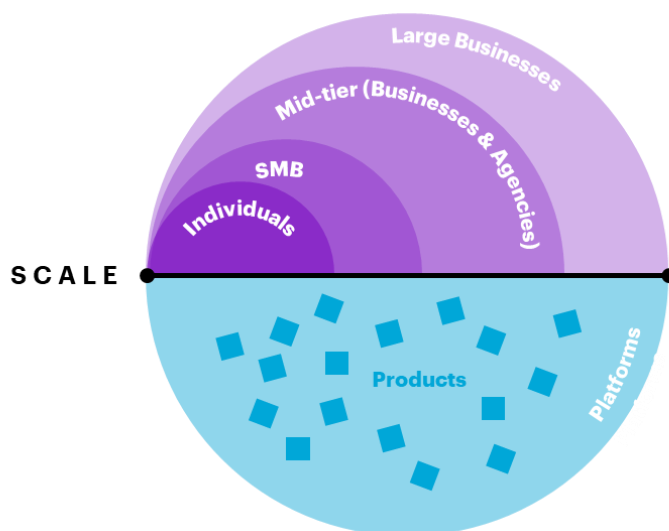 Large Businesses
Mid-tier (Businesses & Agencies)
SMB
Individuals
SCALE
Products
Platforms